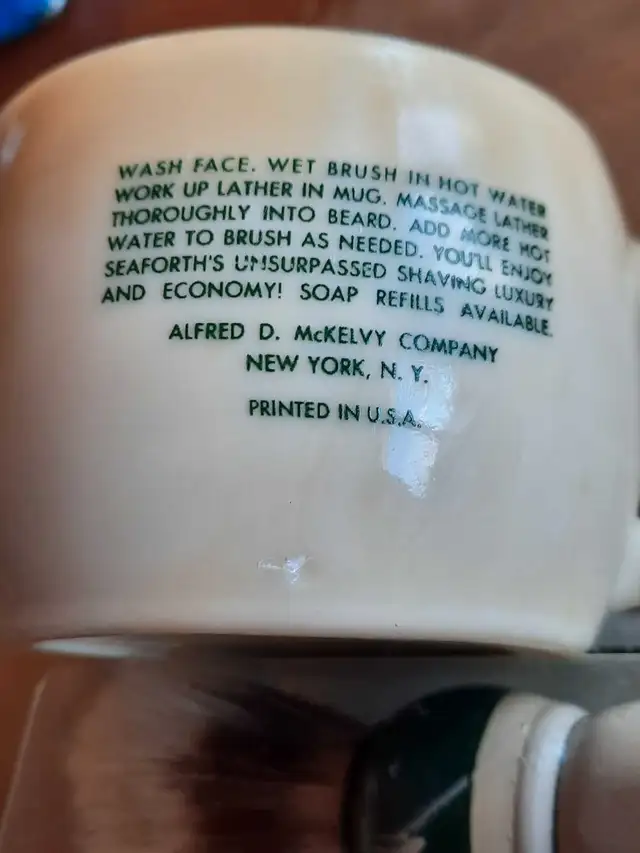 WASH FACE. WET BRUSH IN HOT WATER
WORK UP LATHER IN MUG. MASSAGE LATHER
THOROUGHLY INTO BEARD. ADD MORE HOT
WATER TO BRUSH AS NEEDED. YOU'LL ENJOY
SEAFORTH'S UNSURPASSED SHAVING LUXURY
AND ECONOMY! SOAP REFILLS AVAILABLE.
ALFRED D. McKELVY COMPANY
NEW YORK, N. Y.
PRINTED IN U.S.A.